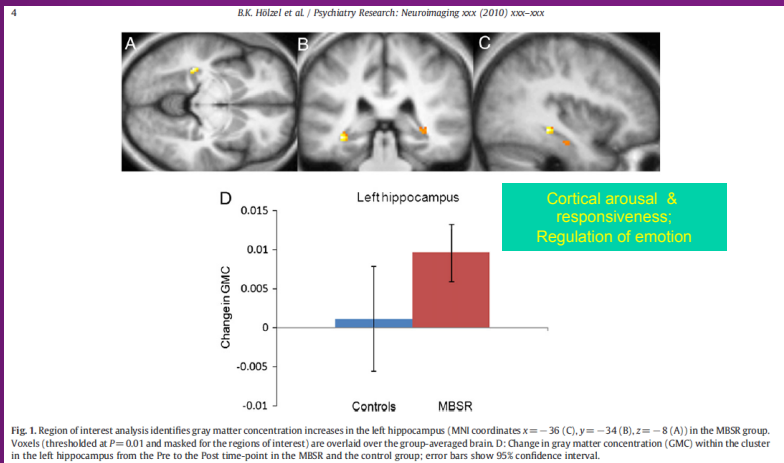 4
B.K. Hölzel et al. / Psychiatry Research: Neuroimaging xxx (2010) xxx–xxx
A
B
C
D
Left hippocampus
Cortical arousal &
responsiveness;
Regulation of emotion
0.015
0.01
0.005
0
-0.005
-0.01
Change in GMC
Controls
MBSR
Fig. 1. Region of interest analysis identifies gray matter concentration increases in the left hippocampus (MNI coordinates x = − 36 (C), y = − 34 (B), z = − 8 (A)) in the MBSR group.
Voxels (thresholded at P = 0.01 and masked for the regions of interest) are overlaid over the group-averaged brain. D: Change in gray matter concentration (GMC) within the cluster
in the left hippocampus from the Pre to the Post time-point in the MBSR and the control group; error bars show 95% confidence interval.